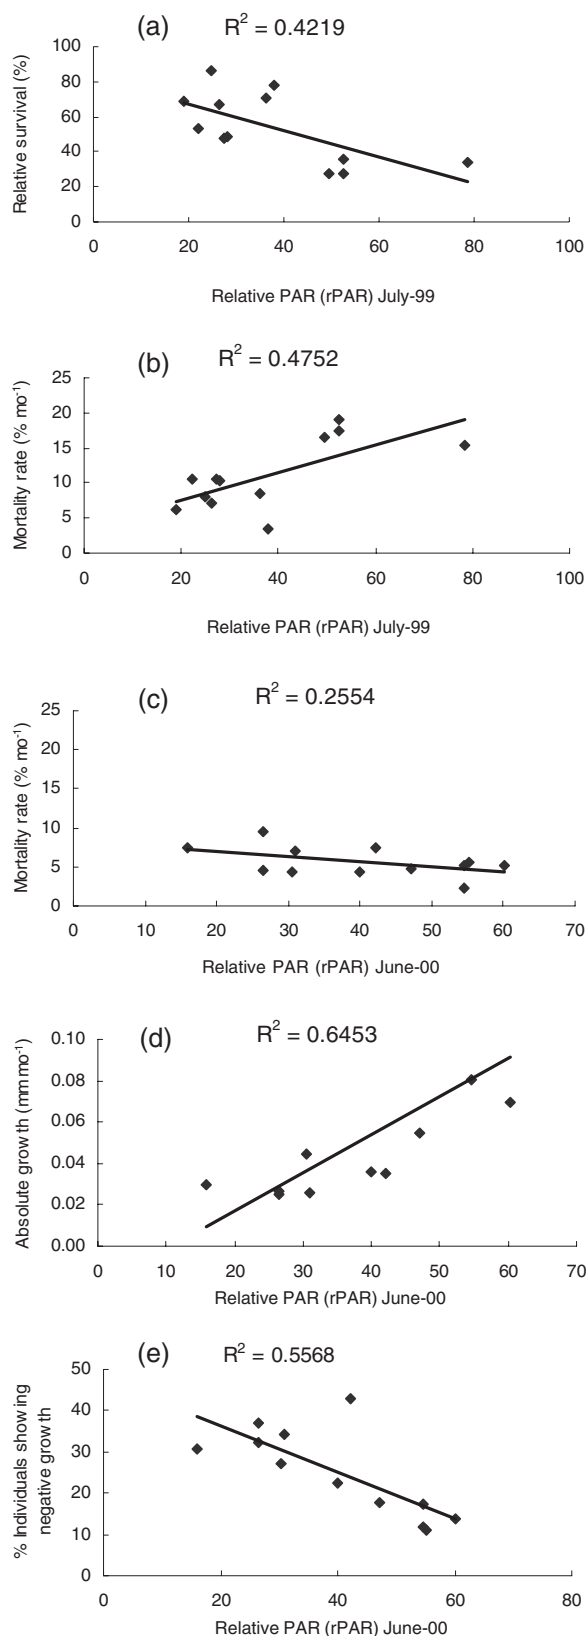 (a) R² = 0.4219
Relative survival (%)
100
80
60
40
20
0
0 20 40 60 80 100
Relative PAR (rPAR) July-99
(b) R² = 0.4752
Mortality rate (% mo⁻¹)
25
20
15
10
5
0
0 20 40 60 80 100
Relative PAR (rPAR) July-99
(c) R² = 0.2554
Mortality rate (% mo⁻¹)
25
20
15
10
5
0
0 10 20 30 40 50 60 70
Relative PAR (rPAR) June-00
(d) R² = 0.6453
Absolute growth (mm mo⁻¹)
0.10
0.08
0.06
0.04
0.02
0.00
0 10 20 30 40 50 60 70
Relative PAR (rPAR) June-00
(e) R² = 0.5568
% Individuals showing
negative growth
50
40
30
20
10
0
0 20 40 60 80
Relative PAR (rPAR) June-00